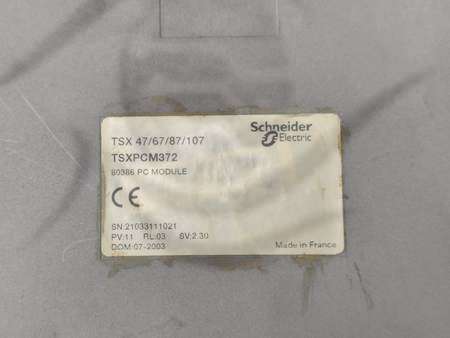 TSX 47/67/87/107
TSXPCM372
80386 PC MODULE
Schneider
Electric
CE
SN:21033111021
PV:11 RL:03 SV:2.30
DOM:07-2003
Made in France